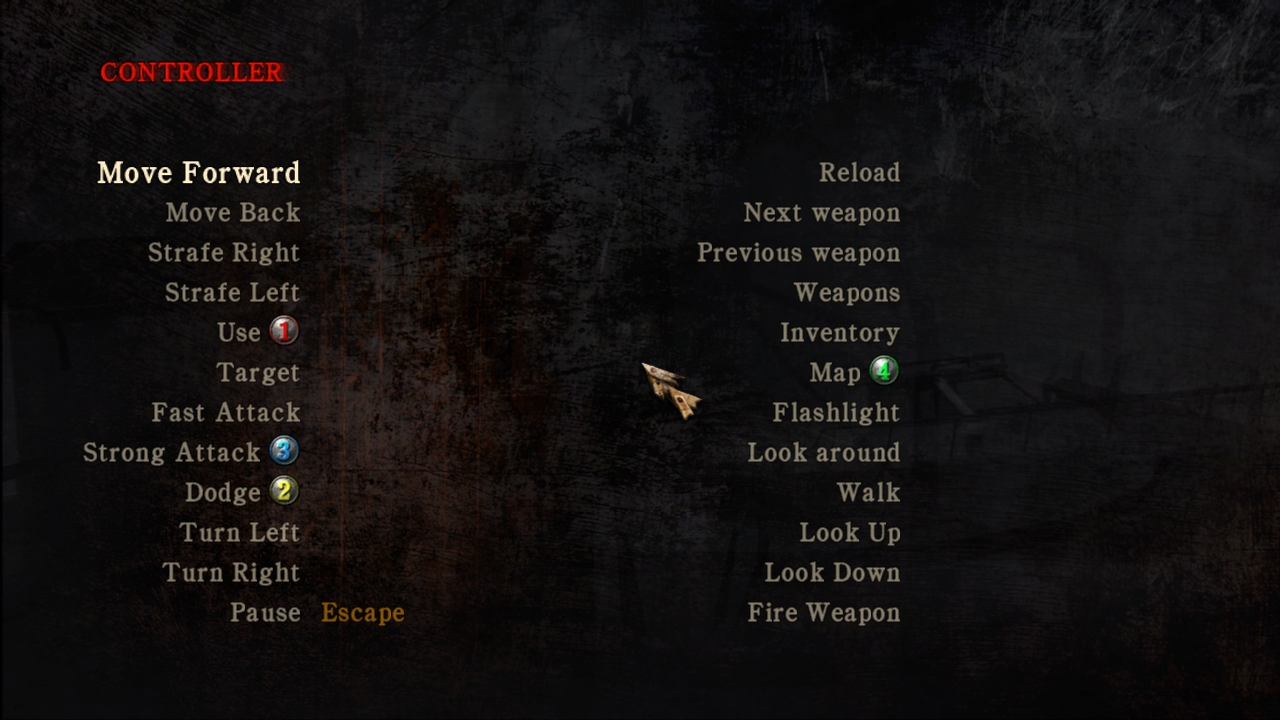 CONTROLLER
Move Forward
Move Back
Strafe Right
Strafe Left
Use 1
Target
Fast Attack
Strong Attack 3
Dodge 2
Turn Left
Turn Right
Pause Escape
Reload
Next weapon
Previous weapon
Weapons
Inventory
Map 4
Flashlight
Look around
Walk
Look Up
Look Down
Fire Weapon